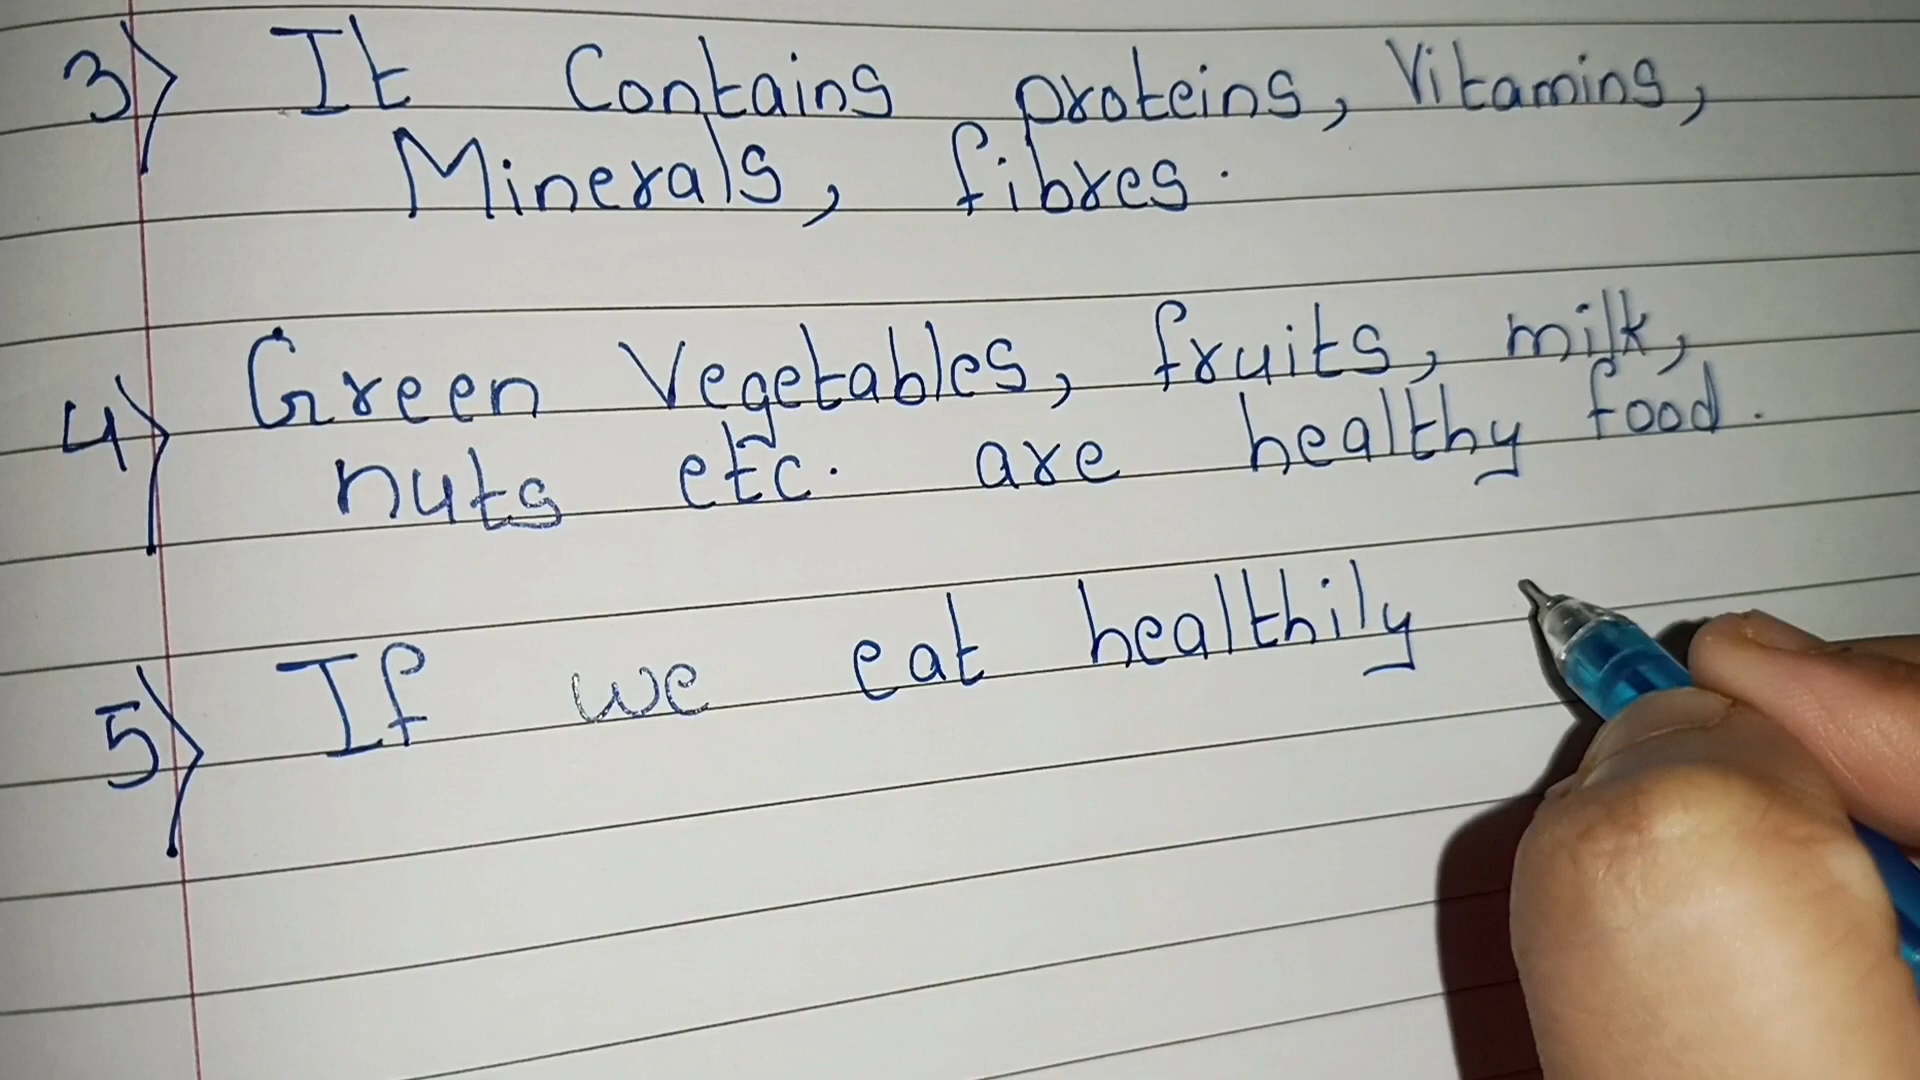 3) It Contains proteins, Vitamins,
Minerals, fibres.
4) Green Vegetables, fruits, milk,
nuts etc. are healthy food.
5) If we eat healthily